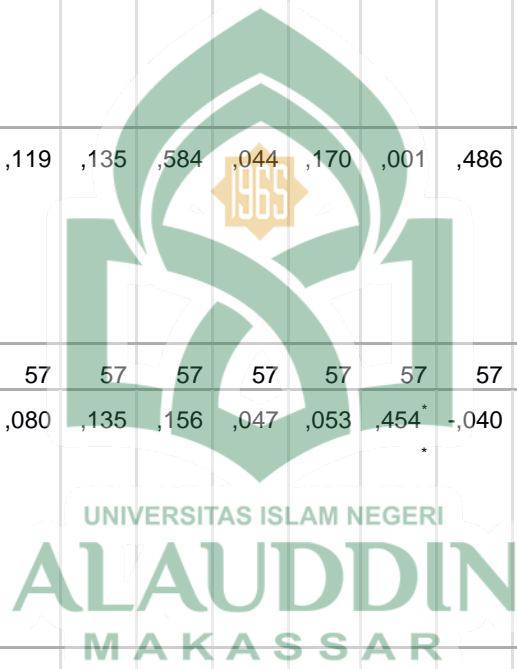 ,119 ,135 ,584 ,044 ,170 ,001 ,486
1965
57 57 57 57 57 57 57
,080 ,135 ,156 ,047 ,053 ,454* -,040
*
UNIVERSITAS ISLAM NEGERI
ALAUDDIN
MAKASSAR